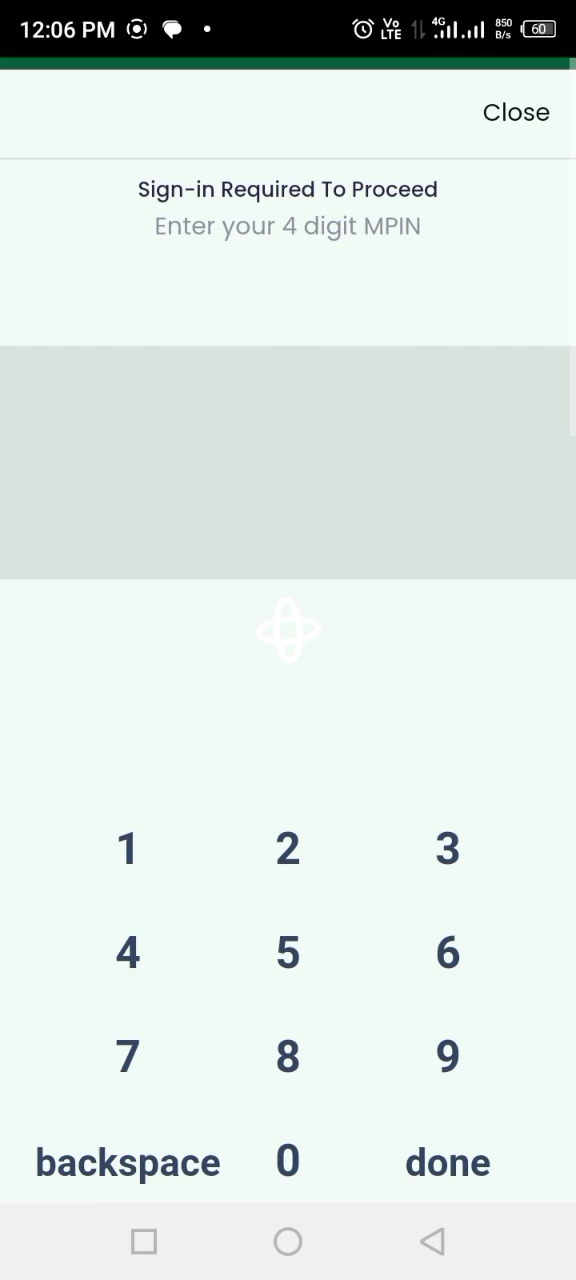 12:06 PM Vo LTE 4G 850 B/s 60
Close
Sign-in Required To Proceed
Enter your 4 digit MPIN
1 2 3
4 5 6
7 8 9
backspace 0 done